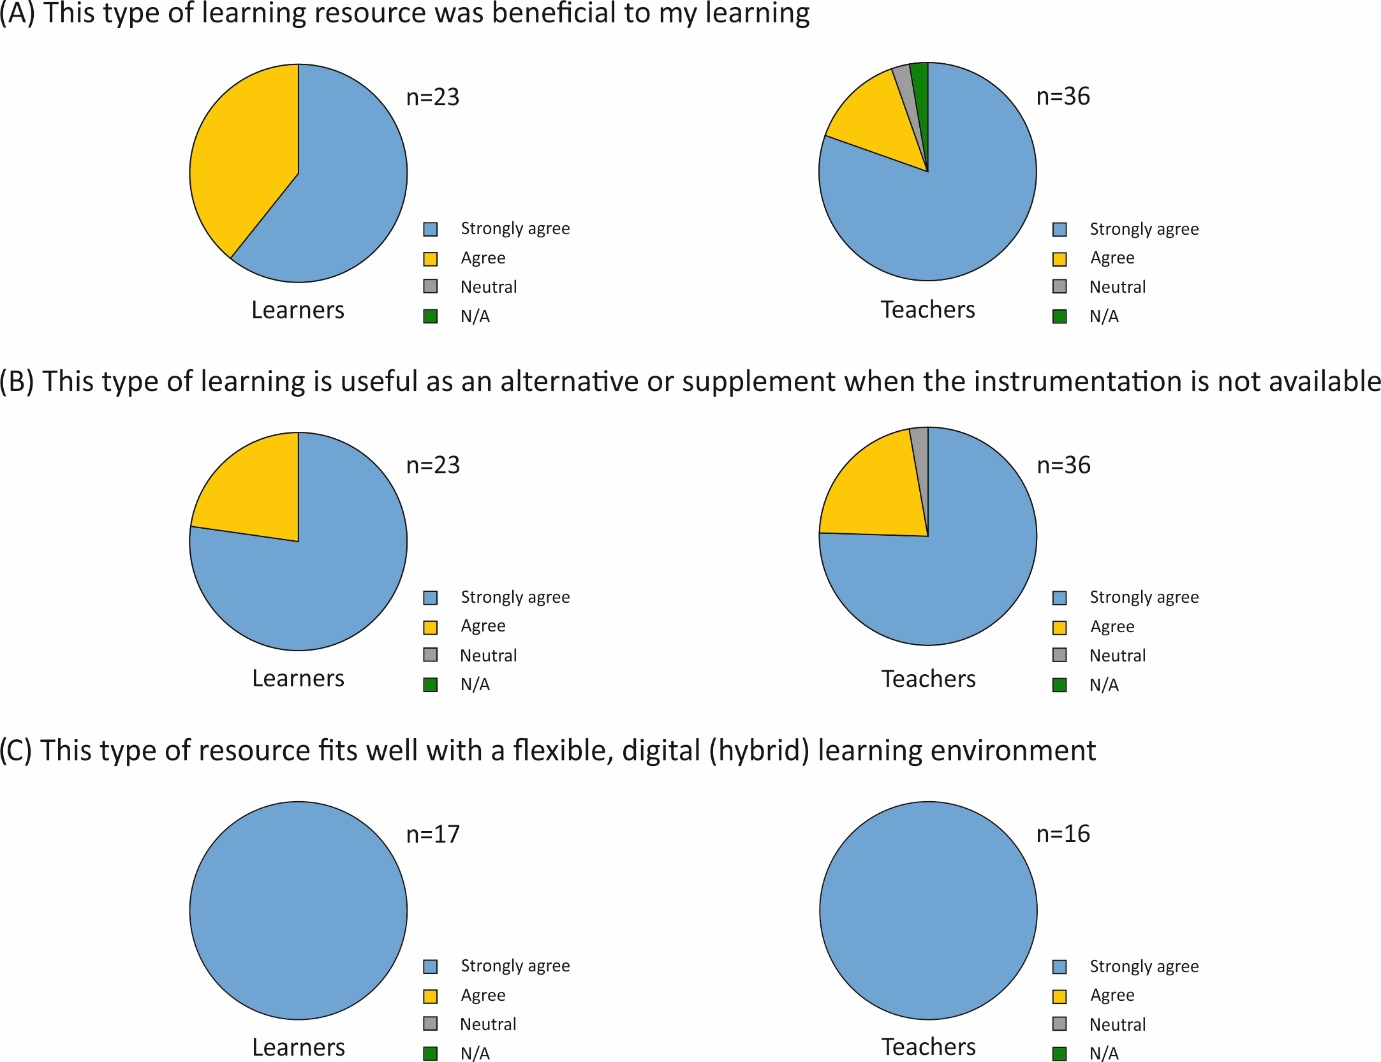 (A) This type of learning resource was beneficial to my learning
n=23
Strongly agree
Agree
Neutral
N/A
Learners
n=36
Strongly agree
Agree
Neutral
N/A
Teachers
(B) This type of learning is useful as an alternative or supplement when the instrumentation is not available
n=23
Strongly agree
Agree
Neutral
N/A
Learners
n=36
Strongly agree
Agree
Neutral
N/A
Teachers
(C) This type of resource fits well with a flexible, digital (hybrid) learning environment
n=17
Strongly agree
Agree
Neutral
N/A
Learners
n=16
Strongly agree
Agree
Neutral
N/A
Teachers